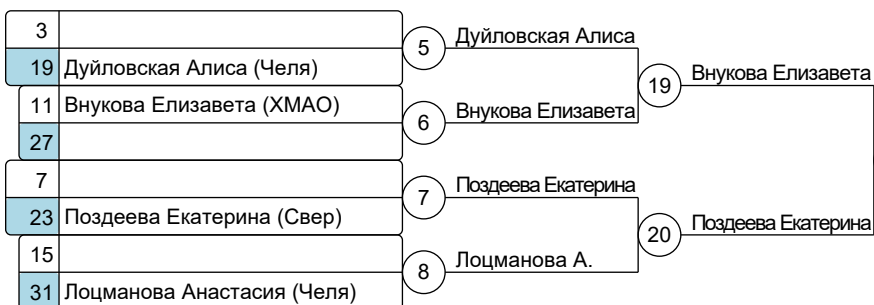 3
19 Дуйловская Алиса (Челя)
11 Внукова Елизавета (ХМАО)
27
7
23 Поздеева Екатерина (Свер)
15
31 Лоцманова Анастасия (Челя)
5 Дуйловская Алиса
6 Внукова Елизавета
7 Поздеева Екатерина
8 Лоцманова А.
19 Внукова Елизавета
20 Поздеева Екатерина